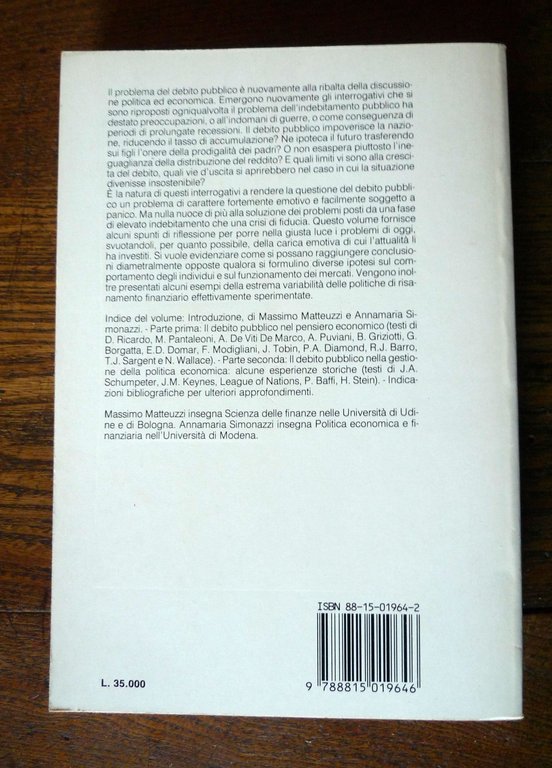 Il problema del debito pubblico è nuovamente alla ribalta della discussio-
ne politica ed economica. Emergono nuovamente gli interrogativi che si
sono riproposti ogniqualvolta il problema dell'indebitamento pubblico ha
destato preoccupazioni, o all'indomani di guerre, o come conseguenza di
periodi di prolungate recessioni. Il debito pubblico impoverisce la nazio-
ne, riducendo il tasso di accumulazione? Ne ipoteca il futuro trasferendo
sui figli l'onere della prodigalità dei padri? O non esaspera piuttosto l'ine-
guaglianza della distribuzione del reddito? E quali limiti vi sono alla cresci-
ta del debito, quali vie d'uscita si aprirebbero nel caso in cui la situazione
divenisse insostenibile?
È la natura di questi interrogativi a rendere la questione del debito pubbli-
co un problema di carattere fortemente emotivo e facilmente soggetto a
panico. Ma nulla nuoce di più alla soluzione dei problemi posti da una fase
di elevato indebitamento che una crisi di fiducia. Questo volume fornisce
alcuni spunti di riflessione per porre nella giusta luce i problemi di oggi,
svuotandoli, per quanto possibile, della carica emotiva di cui l'attualità li
ha investiti. Si vuole evidenziare come si possano raggiungere conclusio-
ni diametralmente opposte qualora si formulino diverse ipotesi sul com-
portamento degli individui e sul funzionamento dei mercati. Vengono inol-
tre presentati alcuni esempi della estrema variabilità delle politiche di risa-
namento finanziario effettivamente sperimentate.
Indice del volume: Introduzione, di Massimo Matteuzzi e Annamaria Si-
monazzi. - Parte prima: Il debito pubblico nel pensiero economico (testi di
D. Ricardo, M. Pantaleoni, A. De Viti De Marco, A. Puviani, B. Griziotti, G.
Borgatta, E.D. Domar, F. Modigliani, J. Tobin, P.A. Diamond, R.J. Barro,
T.J. Sargent e N. Wallace). - Parte seconda: Il debito pubblico nella gestio-
ne della politica economica: alcune esperienze storiche (testi di J.A.
Schumpeter, J.M. Keynes, League of Nations, P. Baffi, H. Stein). - Indica-
zioni bibliografiche per ulteriori approfondimenti.
Massimo Matteuzzi insegna Scienza delle finanze nelle Università di Udi-
ne e di Bologna. Annamaria Simonazzi insegna Politica economica e fi-
nanziaria nell'Università di Modena.
ISBN 88-15-01964-2
L. 35.000
9 788815 019646